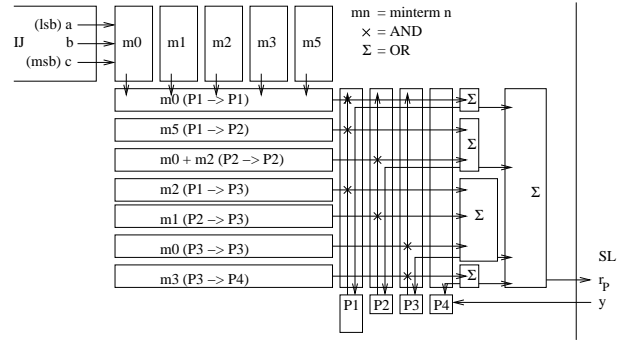 (lsb) a
IJ b
(msb) c
m0 m1 m2 m3 m5
mn = minterm n
× = AND
Σ = OR
m0 (P1 -> P1)
m5 (P1 -> P2)
m0 + m2 (P2 -> P2)
m2 (P1 -> P3)
m1 (P2 -> P3)
m0 (P3 -> P3)
m3 (P3 -> P4)
Σ
Σ
Σ
Σ
Σ
P1 P2 P3 P4
SL
rP
y